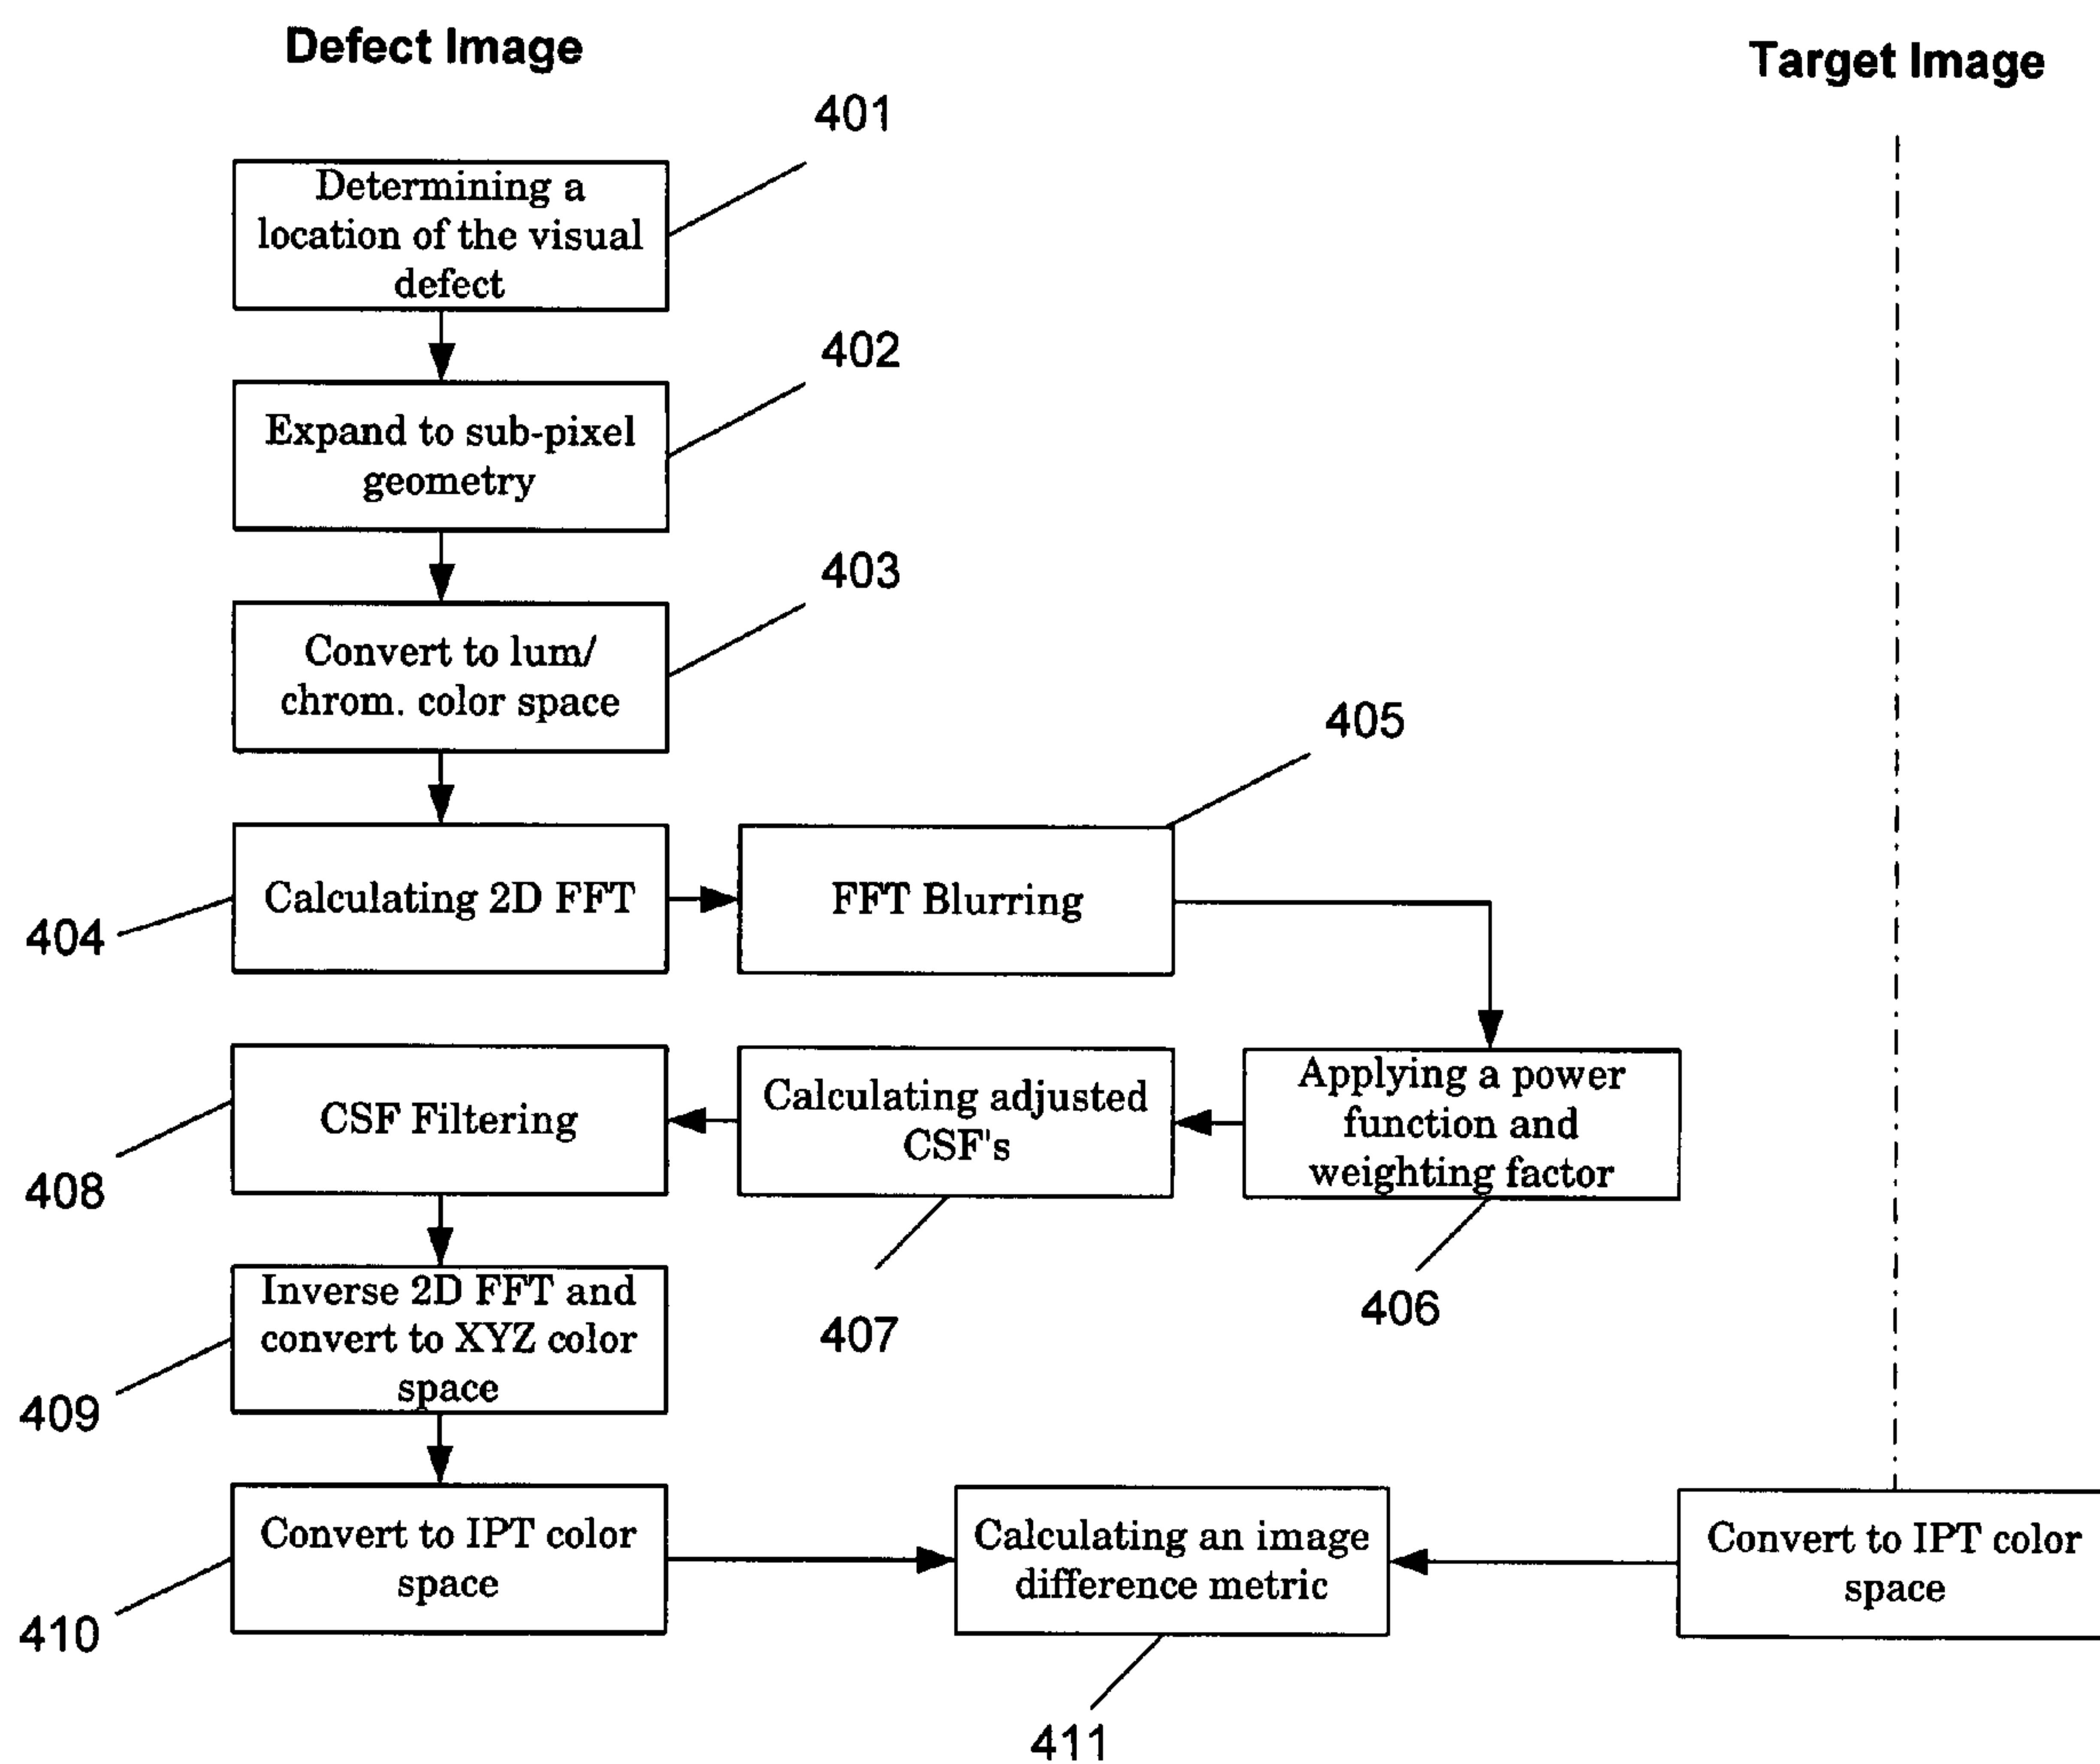 Defect Image
Target Image
401
Determining a
location of the visual
defect
402
Expand to sub-pixel
geometry
403
Convert to lum/
chrom. color space
405
404
Calculating 2D FFT
FFT Blurring
408
CSF Filtering
Calculating adjusted
CSF's
Applying a power
function and
weighting factor
407
406
409
Inverse 2D FFT and
convert to XYZ color
space
410
Convert to IPT color
space
Calculating an image
difference metric
Convert to IPT color
space
411